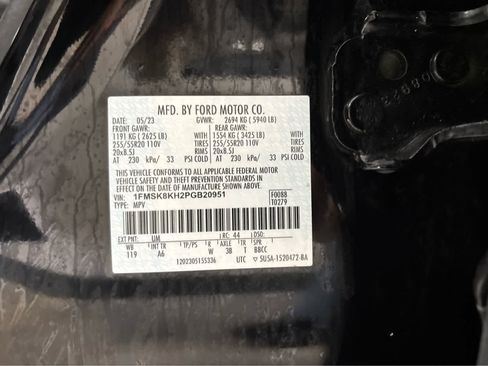 MFD. BY FORD MOTOR CO.
DATE: 05/23 GVWR: 2694 KG ( 5940 LB)
FRONT GAWR: REAR GAWR:
1191 KG ( 2625 LB) WITH 1554 KG ( 3425 LB) WITH
255/55R20 110V TIRES 255/55R20 110V TIRES
20x8.5J RIMS 20x8.5J RIMS
AT 230 kPa/ 33 PSI COLD AT 230 kPa/ 33 PSI COLD
THIS VEHICLE CONFORMS TO ALL APPLICABLE FEDERAL MOTOR
VEHICLE SAFETY AND THEFT PREVENTION STANDARDS IN
EFFECT ON THE DATE OF MANUFACTURE SHOWN ABOVE.
VIN: 1FMSK8KH2PGB20951 F0088
TYPE: MPV T0279
EXT PNT: UM RC: 44 DSO:
WB INT TR TP/PS R AXLE TR SPR
119 A6 W 3B T BBCC
1202305155336 UTC ▽ SU5A-1520472-BA